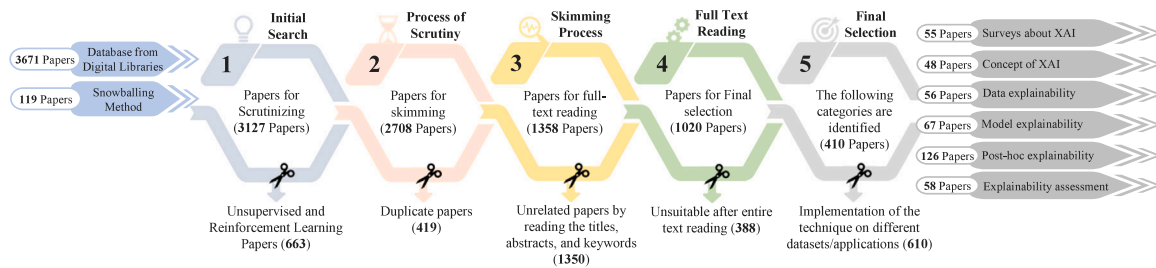 3671 Papers
Database from
Digital Libraries
119 Papers
Snowballing
Method
Initial
Search
1
Papers for
Scrutinizing
(3127 Papers)
Unsupervised and
Reinforcement Learning
Papers (663)
Process of
Scrutiny
2
Papers for
skimming
(2708 Papers)
Duplicate papers
(419)
Skimming
Process
3
Papers for full-
text reading
(1358 Papers)
Unrelated papers by
reading the titles,
abstracts, and keywords
(1350)
Full Text
Reading
4
Papers for Final
selection
(1020 Papers)
Unsuitable after entire
text reading (388)
Final
Selection
5
The following
categories are
identified
(410 Papers)
Implementation of the
technique on different
datasets/applications (610)
55 Papers Surveys about XAI
48 Papers Concept of XAI
56 Papers Data explainability
67 Papers Model explainability
126 Papers Post-hoc explainability
58 Papers Explainability assessment